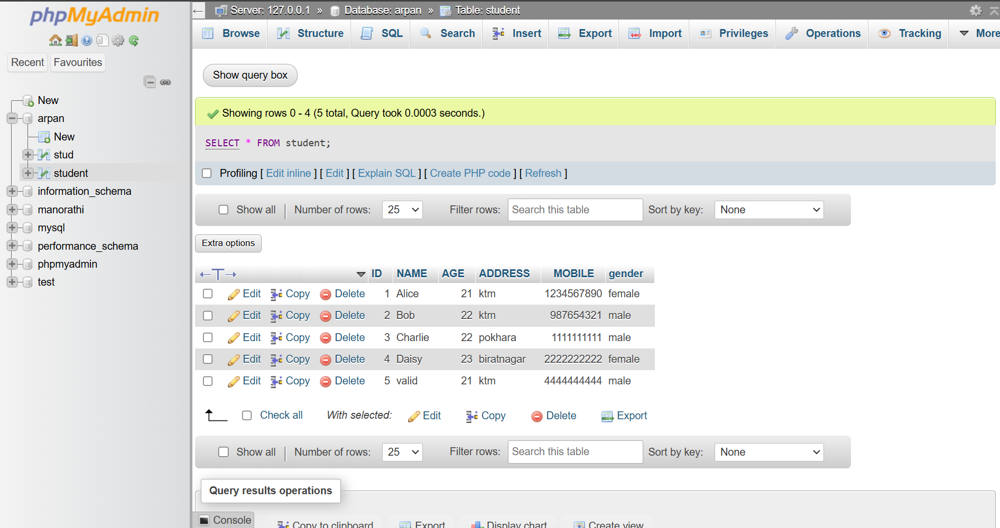 phpMyAdmin
Recent Favourites
New
arpan
New
stud
student
information_schema
manorathi
mysql
performance_schema
phpmyadmin
test
Server: 127.0.0.1 » Database: arpan » Table: student
Browse Structure SQL Search Insert Export Import Privileges Operations Tracking More
Show query box
Showing rows 0 - 4 (5 total, Query took 0.0003 seconds.)
SELECT * FROM student;
Profiling [ Edit inline ] [ Edit ] [ Explain SQL ] [ Create PHP code ] [ Refresh ]
Show all | Number of rows: 25 Filter rows: Search this table Sort by key: None
Extra options
←T→ ID NAME AGE ADDRESS MOBILE gender
Edit Copy Delete 1 Alice 21 ktm 1234567890 female
Edit Copy Delete 2 Bob 22 ktm 987654321 male
Edit Copy Delete 3 Charlie 22 pokhara 1111111111 male
Edit Copy Delete 4 Daisy 23 biratnagar 2222222222 female
Edit Copy Delete 5 valid 21 ktm 4444444444 male
Check all With selected: Edit Copy Delete Export
Show all | Number of rows: 25 Filter rows: Search this table Sort by key: None
Query results operations
Console
Copy to clipboard Export Display chart Create view